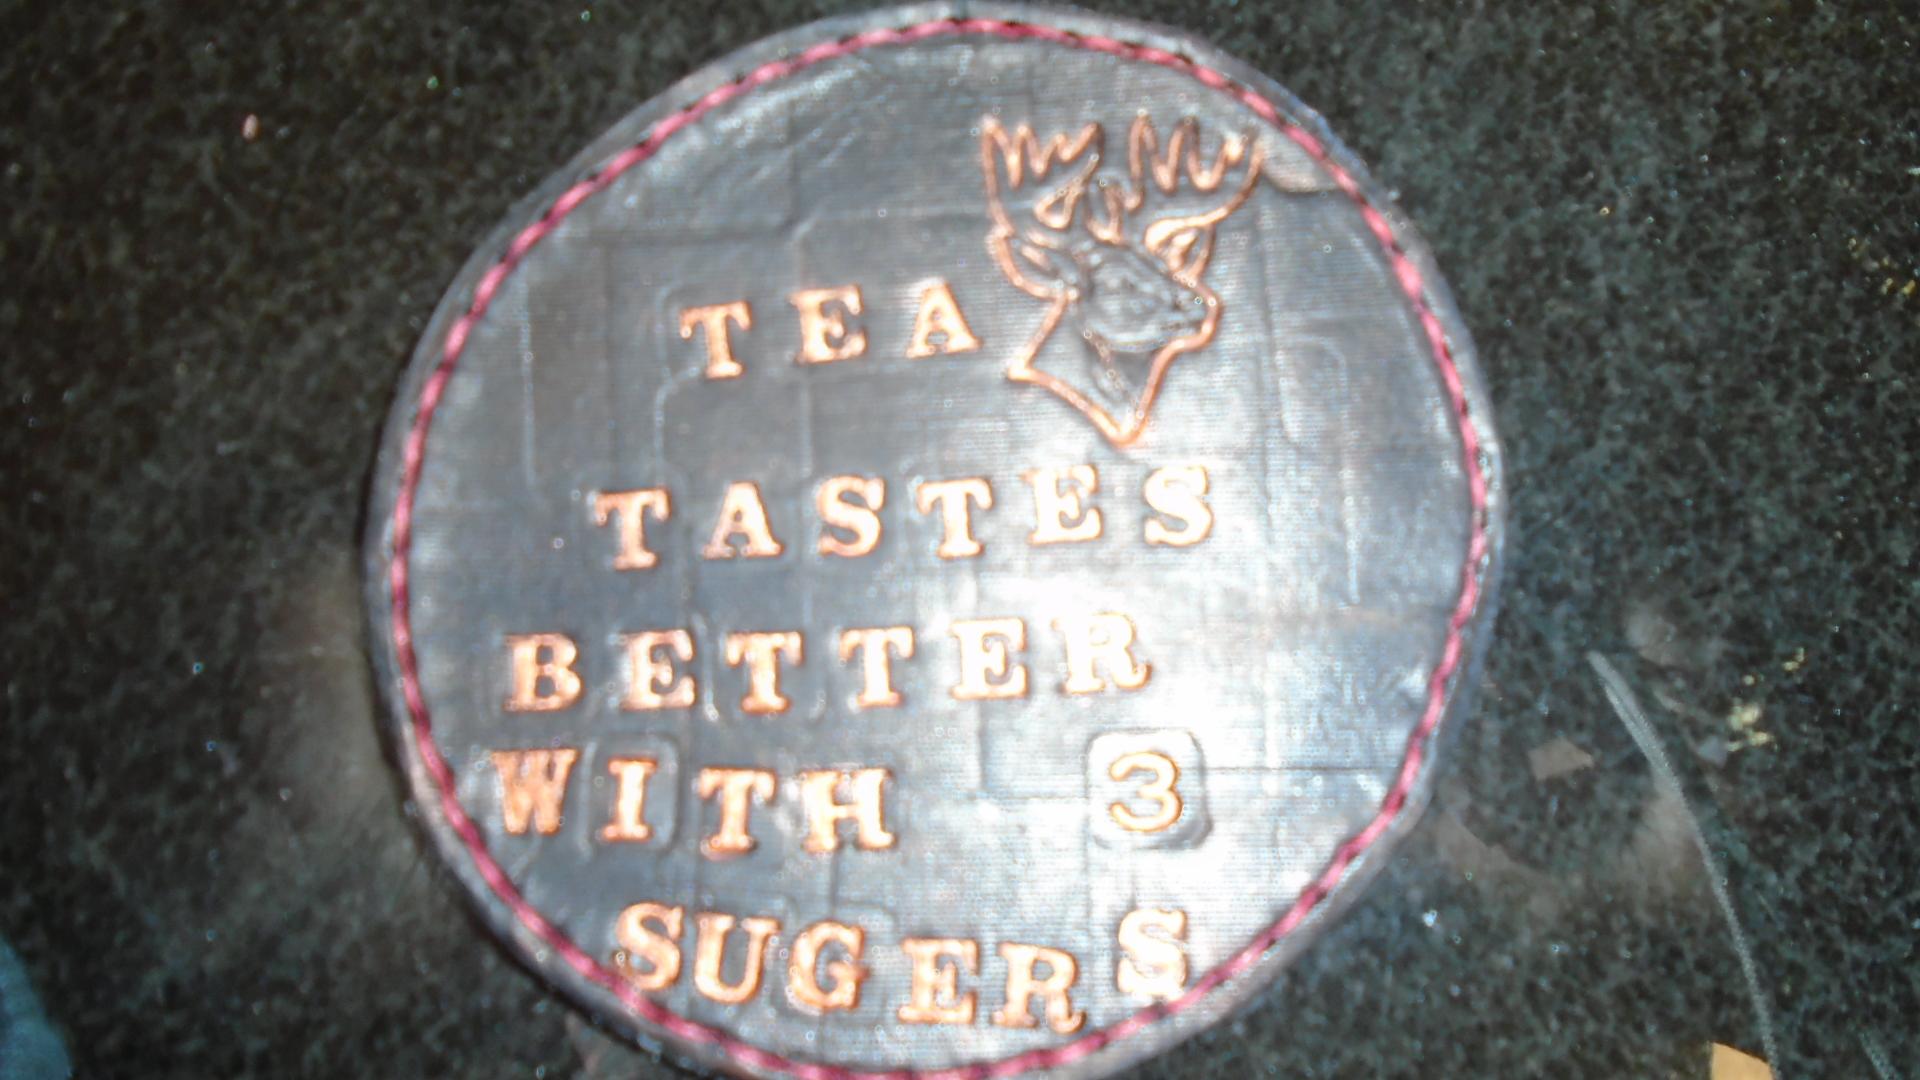 TEA
TASTES
BETTER
WITH 3
SUGERS